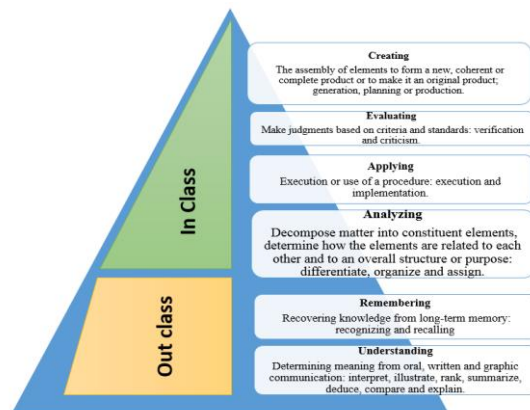 Creating
The assembly of elements to form a new, coherent or
complete product or to make it an original product;
generation, planning or production.
Evaluating
Make judgments based on criteria and standards: verification
and criticism.
Applying
Execution or use of a procedure: execution and
implementation.
In Class
Analyzing
Decompose matter into constituent elements,
determine how the elements are related to each
other and to an overall structure or purpose:
differentiate, organize and assign.
Remembering
Recovering knowledge from long-term memory:
recognizing and recalling
Out class
Understanding
Determining meaning from oral, written and graphic
communication: interpret, illustrate, rank, summarize,
deduce, compare and explain.